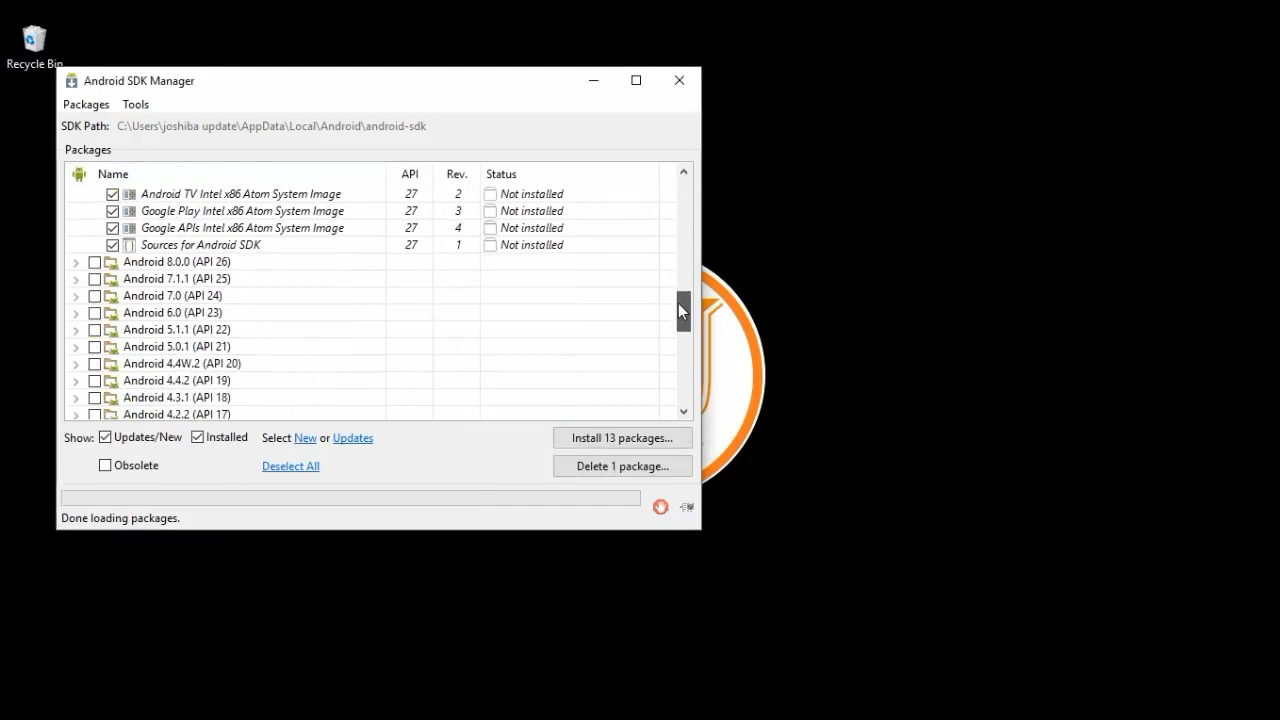 Recycle Bin
Android SDK Manager
Packages Tools
SDK Path: C:\Users\joshiba update\AppData\Local\Android\android-sdk
Packages
Name API Rev. Status
Android TV Intel x86 Atom System Image 27 2 Not installed
Google Play Intel x86 Atom System Image 27 3 Not installed
Google APIs Intel x86 Atom System Image 27 4 Not installed
Sources for Android SDK 27 1 Not installed
Android 8.0.0 (API 26)
Android 7.1.1 (API 25)
Android 7.0 (API 24)
Android 6.0 (API 23)
Android 5.1.1 (API 22)
Android 5.0.1 (API 21)
Android 4.4W.2 (API 20)
Android 4.4.2 (API 19)
Android 4.3.1 (API 18)
Android 4.2.2 (API 17)
Show: Updates/New Installed Select New or Updates Install 13 packages...
Obsolete Deselect All Delete 1 package...
Done loading packages.